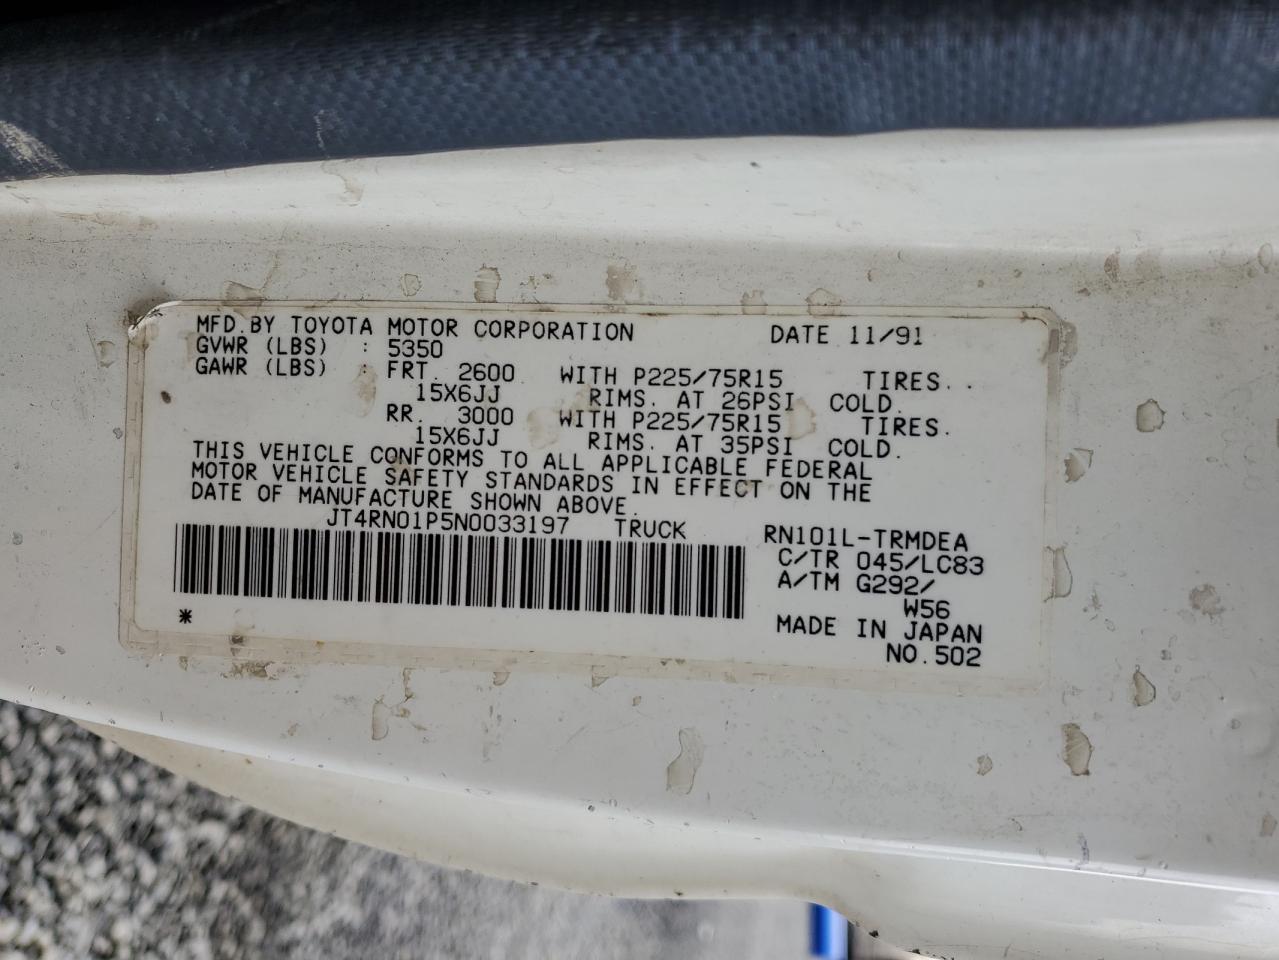 MFD.BY TOYOTA MOTOR CORPORATION DATE 11/91
GVWR (LBS) : 5350
GAWR (LBS) : FRT. 2600 WITH P225/75R15 TIRES.
15X6JJ RIMS. AT 26PSI COLD.
RR. 3000 WITH P225/75R15 TIRES.
15X6JJ RIMS. AT 35PSI COLD.
THIS VEHICLE CONFORMS TO ALL APPLICABLE FEDERAL
MOTOR VEHICLE SAFETY STANDARDS IN EFFECT ON THE
DATE OF MANUFACTURE SHOWN ABOVE.
JT4RN01P5N0033197 TRUCK RN101L-TRMDEA
C/TR 045/LC83
A/TM G292/
W56
* MADE IN JAPAN
NO.502